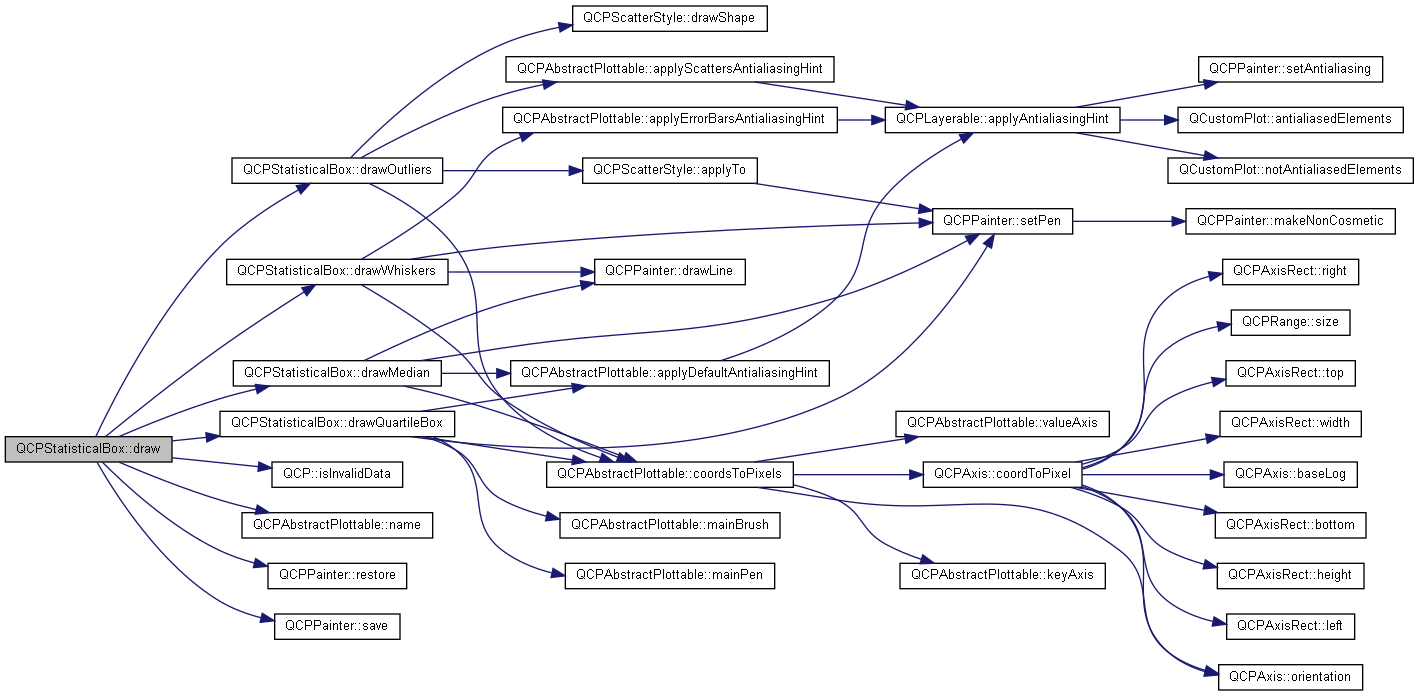 QCPScatterStyle::drawShape
QCPAbstractPlottable::applyScattersAntialiasingHint
QCPPainter::setAntialiasing
QCPAbstractPlottable::applyErrorBarsAntialiasingHint
QCPLayerable::applyAntialiasingHint
QCustomPlot::antialiasedElements
QCPStatisticalBox::drawOutliers
QCPScatterStyle::applyTo
QCustomPlot::notAntialiasedElements
QCPPainter::setPen
QCPPainter::makeNonCosmetic
QCPStatisticalBox::drawWhiskers
QCPPainter::drawLine
QCPAxisRect::right
QCPRange::size
QCPStatisticalBox::drawMedian
QCPAbstractPlottable::applyDefaultAntialiasingHint
QCPAxisRect::top
QCPStatisticalBox::drawQuartileBox
QCPAbstractPlottable::valueAxis
QCPAxisRect::width
QCPStatisticalBox::draw
QCP::isInvalidData
QCPAbstractPlottable::coordsToPixels
QCPAxis::coordToPixel
QCPAxis::baseLog
QCPAbstractPlottable::name
QCPAbstractPlottable::mainBrush
QCPAxisRect::bottom
QCPPainter::restore
QCPAbstractPlottable::mainPen
QCPAbstractPlottable::keyAxis
QCPAxisRect::height
QCPPainter::save
QCPAxisRect::left
QCPAxis::orientation